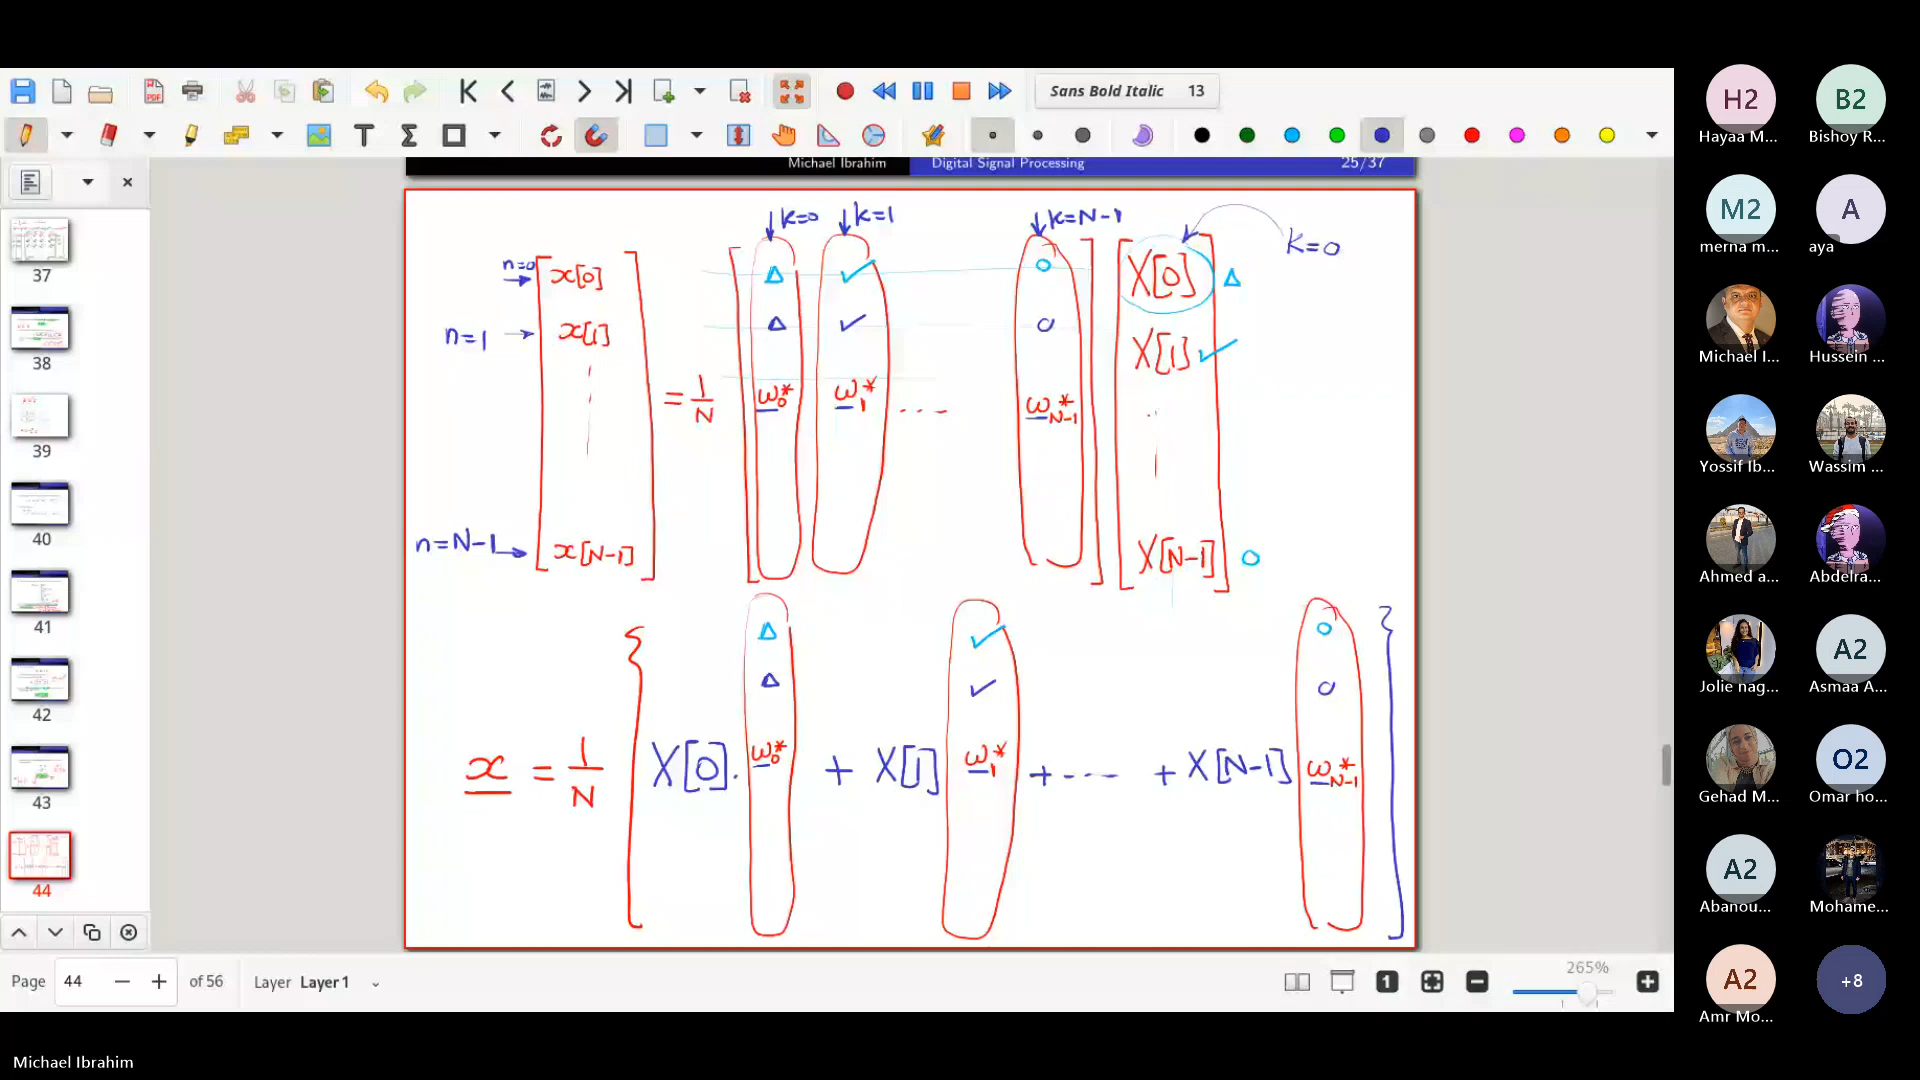 Sans Bold Italic 13
Michael Ibrahim Digital Signal Processing 25/37
37
38
39
40
41
42
43
44
k=0 k=1 k=N-1 k=0
n=0 x[0] X[0]
n=1 x[1] X[1]
= 1/N ω₀* ω₁* .... ω*N-1
n=N-1 x[N-1] X[N-1]
x = 1/N { X[0]. ω₀* + X[1] ω₁* + .... + X[N-1] ω*N-1 }
Page 44 of 56 Layer Layer 1 265%
H2 B2
Hayaa M... Bishoy R...
M2 A
merna m... aya
Michael I... Hussein ...
Yossif Ib... Wassim ...
Ahmed a... Abdelra...
A2
Jolie nag... Asmaa A...
O2
Gehad M... Omar ho...
A2
Abanou... Mohame...
A2 +8
Amr Mo...
Michael Ibrahim